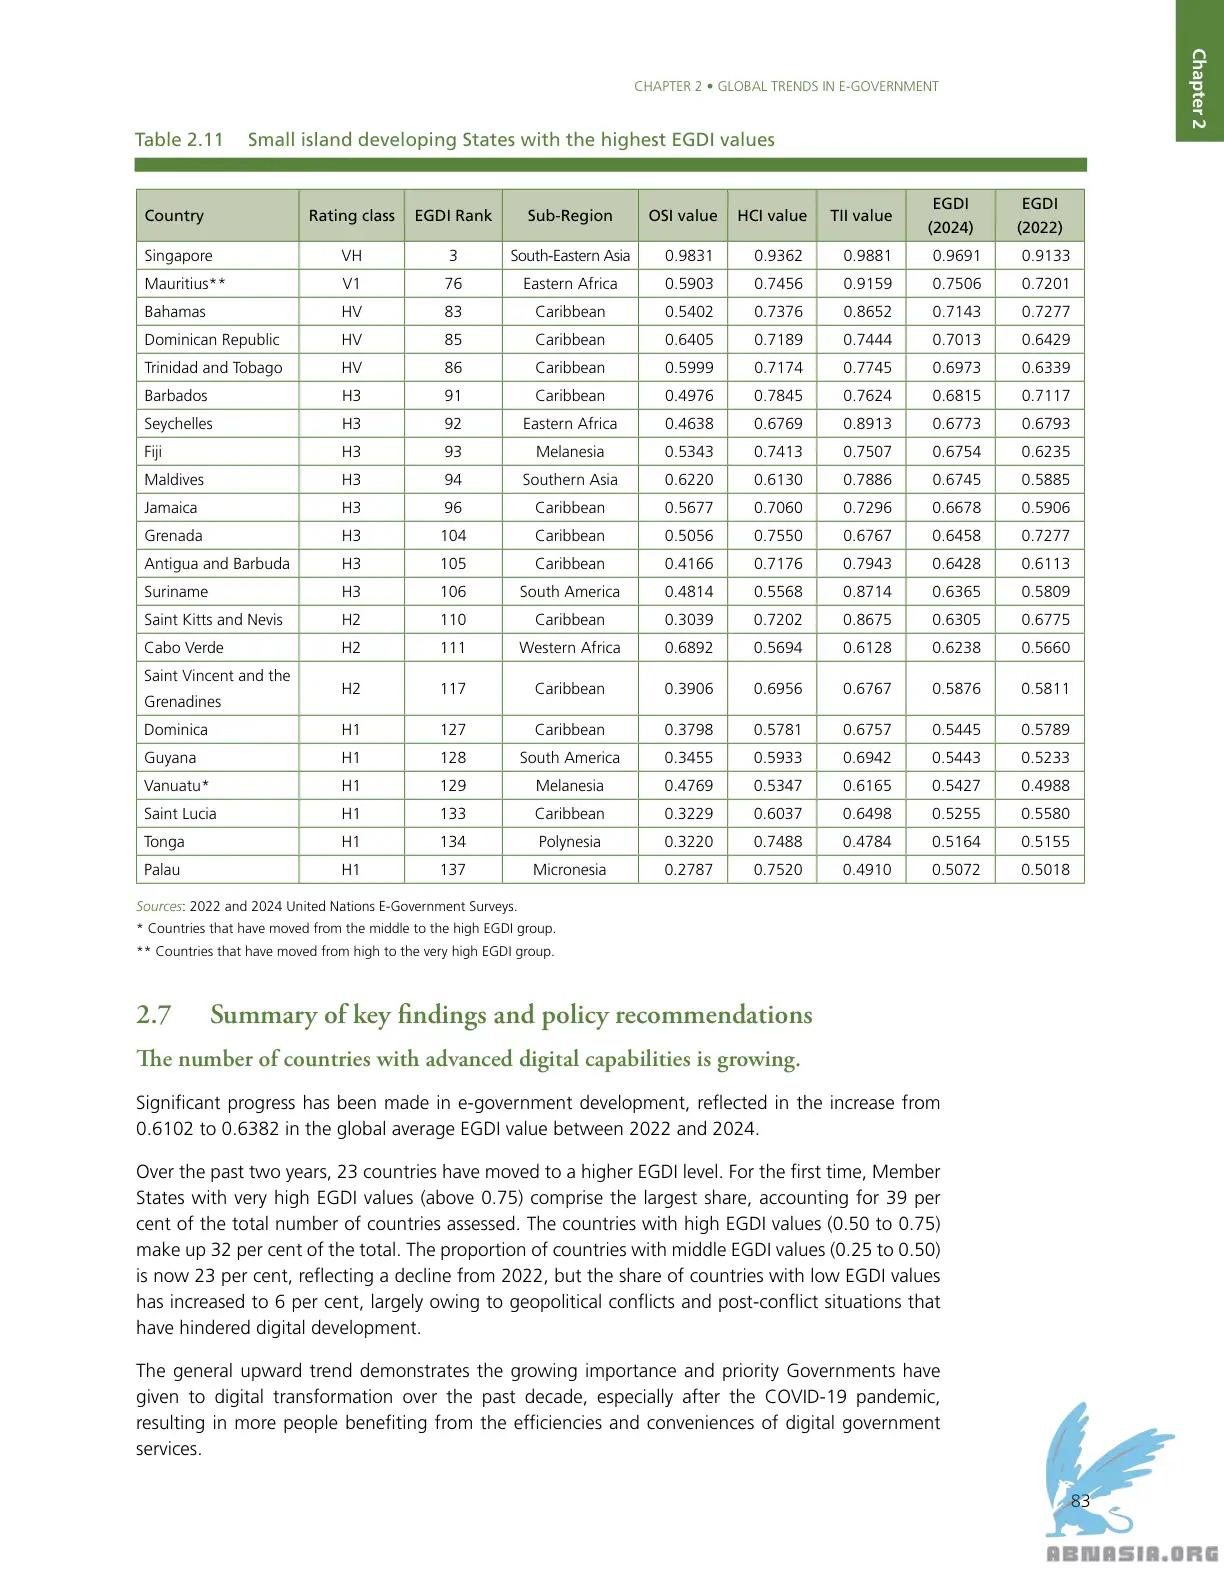 Chapter 2
CHAPTER 2 • GLOBAL TRENDS IN E-GOVERNMENT
Table 2.11 Small island developing States with the highest EGDI values
Country Rating class EGDI Rank Sub-Region OSI value HCI value TII value EGDI (2024) EGDI (2022)
Singapore VH 3 South-Eastern Asia 0.9831 0.9362 0.9881 0.9691 0.9133
Mauritius** V1 76 Eastern Africa 0.5903 0.7456 0.9159 0.7506 0.7201
Bahamas HV 83 Caribbean 0.5402 0.7376 0.8652 0.7143 0.7277
Dominican Republic HV 85 Caribbean 0.6405 0.7189 0.7444 0.7013 0.6429
Trinidad and Tobago HV 86 Caribbean 0.5999 0.7174 0.7745 0.6973 0.6339
Barbados H3 91 Caribbean 0.4976 0.7845 0.7624 0.6815 0.7117
Seychelles H3 92 Eastern Africa 0.4638 0.6769 0.8913 0.6773 0.6793
Fiji H3 93 Melanesia 0.5343 0.7413 0.7507 0.6754 0.6235
Maldives H3 94 Southern Asia 0.6220 0.6130 0.7886 0.6745 0.5885
Jamaica H3 96 Caribbean 0.5677 0.7060 0.7296 0.6678 0.5906
Grenada H3 104 Caribbean 0.5056 0.7550 0.6767 0.6458 0.7277
Antigua and Barbuda H3 105 Caribbean 0.4166 0.7176 0.7943 0.6428 0.6113
Suriname H3 106 South America 0.4814 0.5568 0.8714 0.6365 0.5809
Saint Kitts and Nevis H2 110 Caribbean 0.3039 0.7202 0.8675 0.6305 0.6775
Cabo Verde H2 111 Western Africa 0.6892 0.5694 0.6128 0.6238 0.5660
Saint Vincent and the
Grenadines H2 117 Caribbean 0.3906 0.6956 0.6767 0.5876 0.5811
Dominica H1 127 Caribbean 0.3798 0.5781 0.6757 0.5445 0.5789
Guyana H1 128 South America 0.3455 0.5933 0.6942 0.5443 0.5233
Vanuatu* H1 129 Melanesia 0.4769 0.5347 0.6165 0.5427 0.4988
Saint Lucia H1 133 Caribbean 0.3229 0.6037 0.6498 0.5255 0.5580
Tonga H1 134 Polynesia 0.3220 0.7488 0.4784 0.5164 0.5155
Palau H1 137 Micronesia 0.2787 0.7520 0.4910 0.5072 0.5018
Sources: 2022 and 2024 United Nations E-Government Surveys.
* Countries that have moved from the middle to the high EGDI group.
** Countries that have moved from high to the very high EGDI group.
2.7 Summary of key findings and policy recommendations
The number of countries with advanced digital capabilities is growing.
Significant progress has been made in e-government development, reflected in the increase from
0.6102 to 0.6382 in the global average EGDI value between 2022 and 2024.
Over the past two years, 23 countries have moved to a higher EGDI level. For the first time, Member
States with very high EGDI values (above 0.75) comprise the largest share, accounting for 39 per
cent of the total number of countries assessed. The countries with high EGDI values (0.50 to 0.75)
make up 32 per cent of the total. The proportion of countries with middle EGDI values (0.25 to 0.50)
is now 23 per cent, reflecting a decline from 2022, but the share of countries with low EGDI values
has increased to 6 per cent, largely owing to geopolitical conflicts and post-conflict situations that
have hindered digital development.
The general upward trend demonstrates the growing importance and priority Governments have
given to digital transformation over the past decade, especially after the COVID-19 pandemic,
resulting in more people benefiting from the efficiencies and conveniences of digital government
services.
83
ABNASIA.ORG